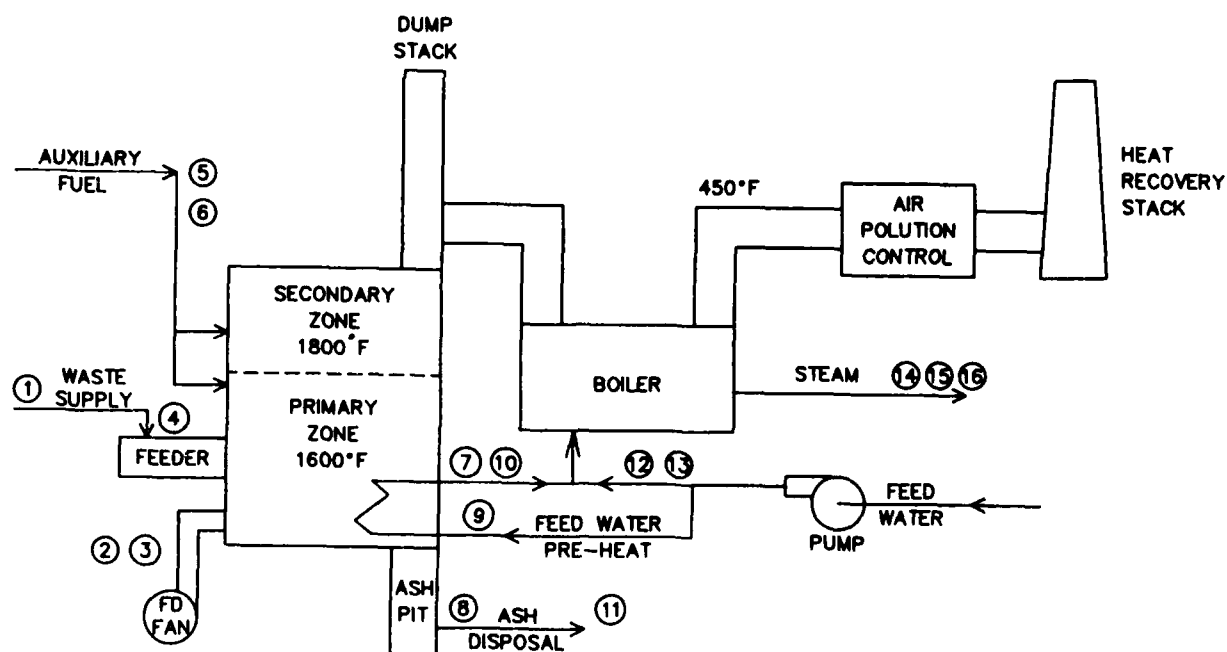 DUMP
STACK
AUXILIARY
FUEL
5
6
450°F
AIR
POLUTION
CONTROL
HEAT
RECOVERY
STACK
SECONDARY
ZONE
1800°F
1
WASTE
SUPPLY
4
FEEDER
PRIMARY
ZONE
1600°F
BOILER
STEAM
14 15 16
7 10
12 13
9
FEED WATER
PRE-HEAT
FEED
WATER
PUMP
2 3
FD
FAN
ASH
PIT
8
ASH
DISPOSAL
11